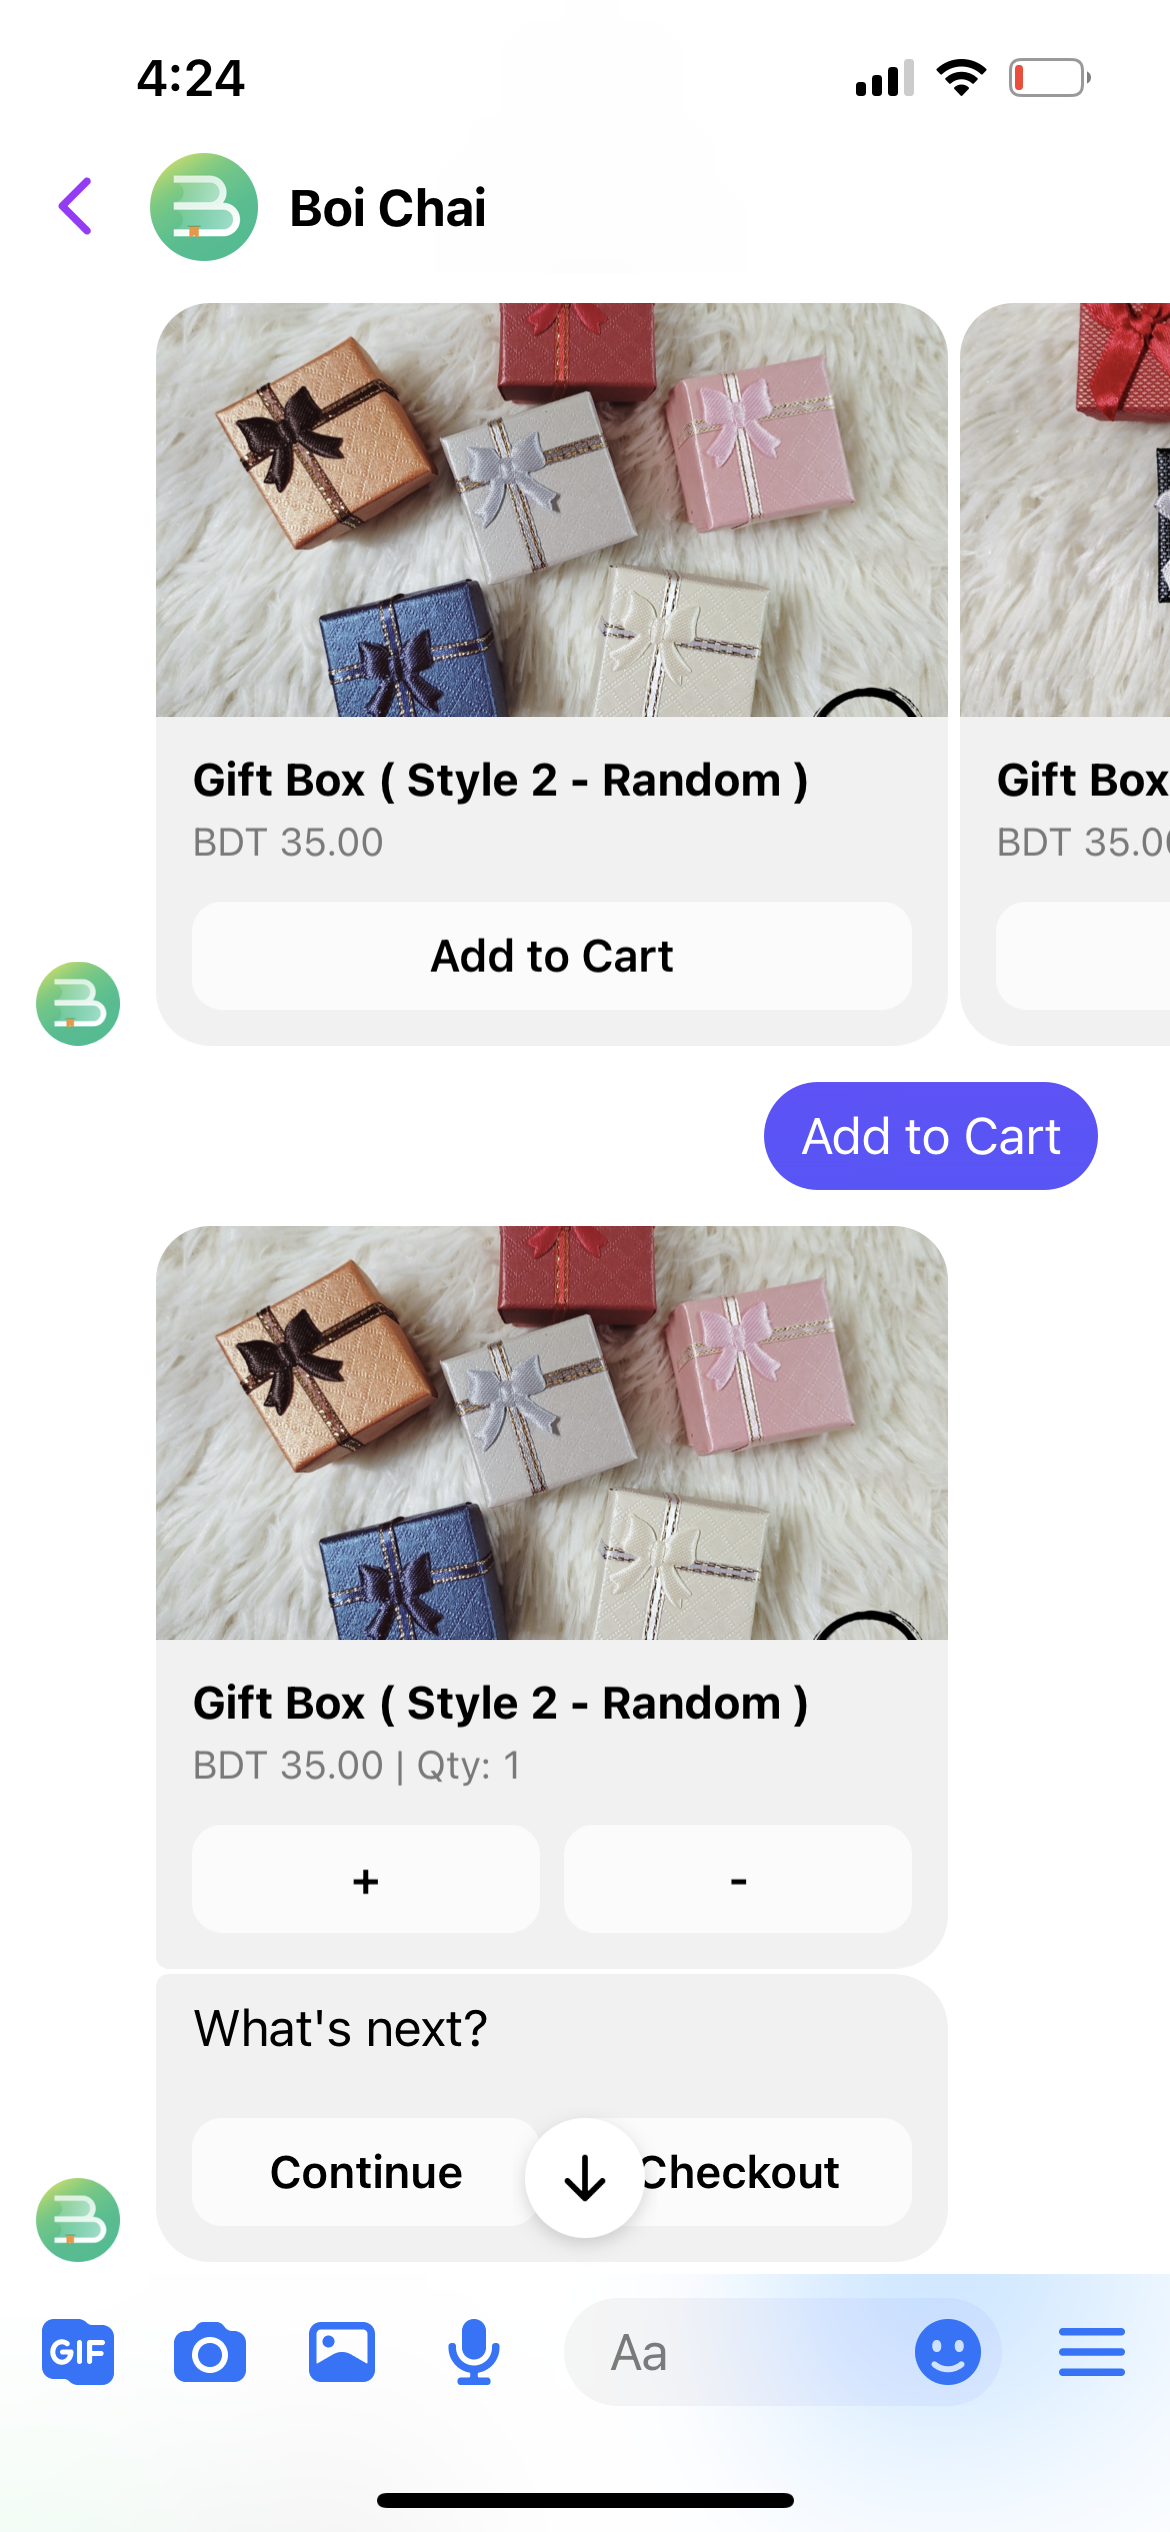 4:24
Boi Chai
Gift Box ( Style 2 - Random )
BDT 35.00
Add to Cart
Gift Box
BDT 35.00
Add to Cart
Gift Box ( Style 2 - Random )
BDT 35.00 | Qty: 1
+
-
What's next?
Continue
Checkout
GIF
Aa